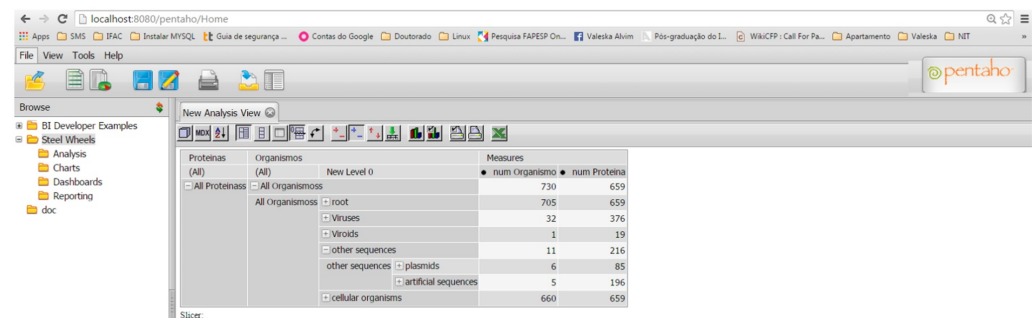 localhost:8080/pentaho/Home
Apps SMS IFAC Instalar MYSQL Guia de segurança ... Contas do Google Doutorado Linux Pesquisa FAPESP On... Valeska Alvim Pós-graduação do I... WikiCFP : Call For Pa... Apartamento Valeska NIT »
File View Tools Help
pentaho
Browse
New Analysis View
BI Developer Examples
Steel Wheels
Analysis
Charts
Dashboards
Reporting
doc
MDX
Proteinas Organismos Measures
(All) (All) New Level 0 num Organismo num Proteina
All Proteinass All Organismoss 730 659
All Organismoss root 705 659
Viruses 32 376
Viroids 1 19
other sequences 11 216
other sequences plasmids 6 85
artificial sequences 5 196
cellular organisms 660 659
Slicer: